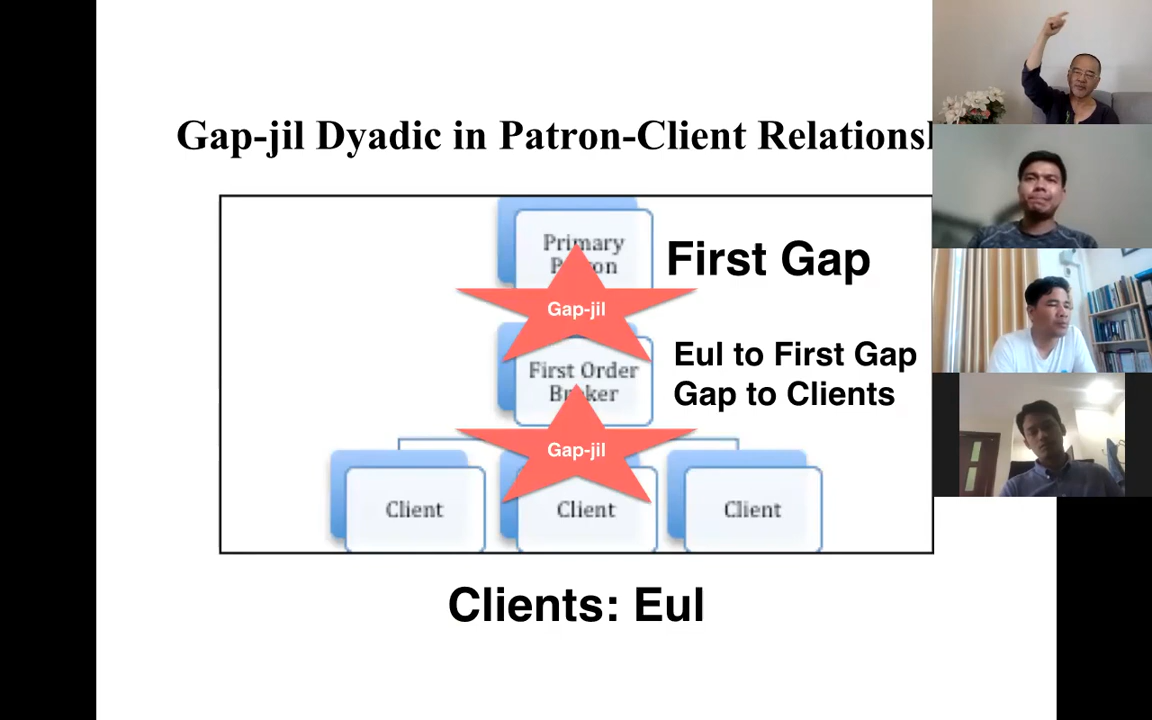 Gap-jil Dyadic in Patron-Client Relations
Primary
First Gap
Gap-jil
Eul to First Gap
First Order
Gap to Clients
Gap-jil
Client
Client
Client
Clients: Eul